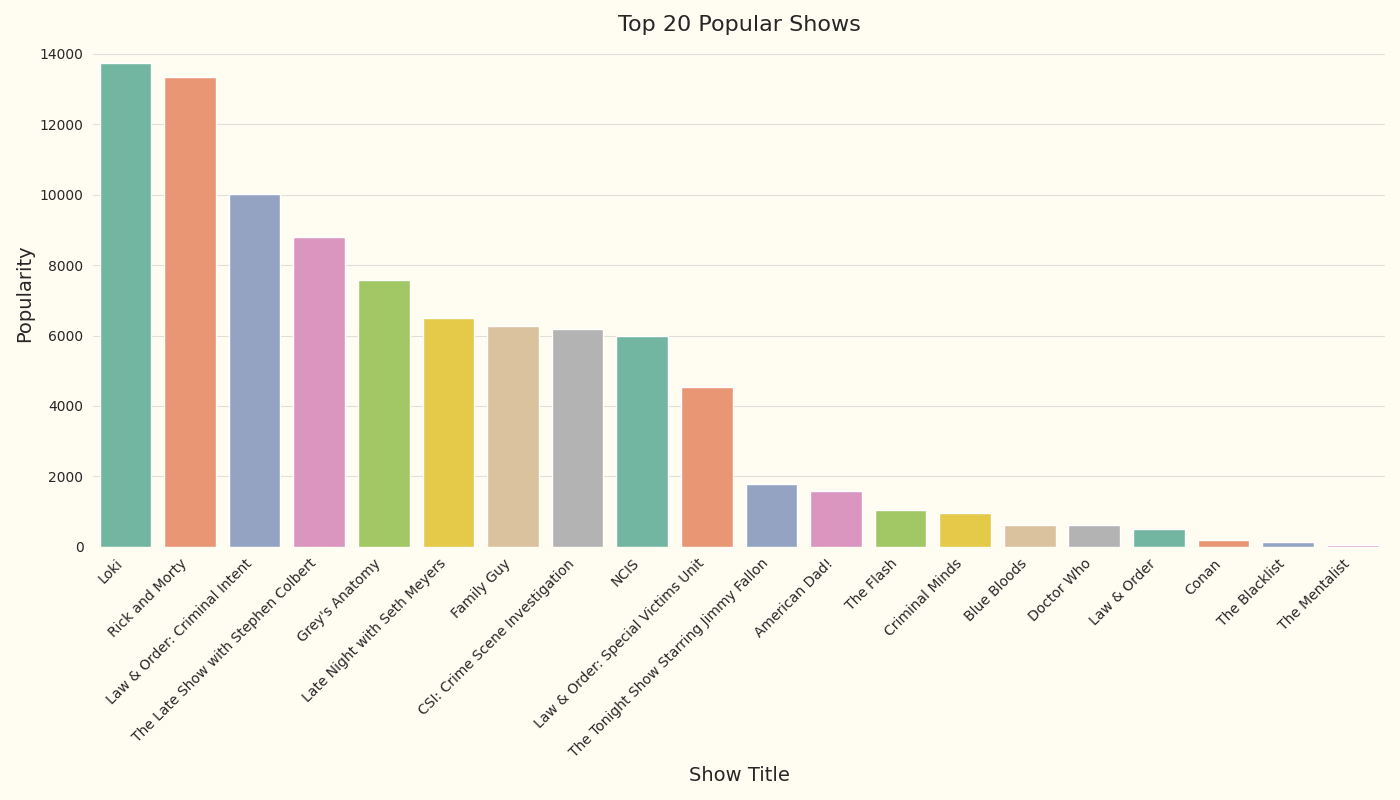 Top 20 Popular Shows
Popularity
14000
12000
10000
8000
6000
4000
2000
0
Loki
Rick and Morty
Law & Order: Criminal Intent
The Late Show with Stephen Colbert
Grey's Anatomy
Late Night with Seth Meyers
Family Guy
CSI: Crime Scene Investigation
NCIS
Law & Order: Special Victims Unit
The Tonight Show Starring Jimmy Fallon
American Dad!
The Flash
Criminal Minds
Blue Bloods
Doctor Who
Law & Order
Conan
The Blacklist
The Mentalist
Show Title